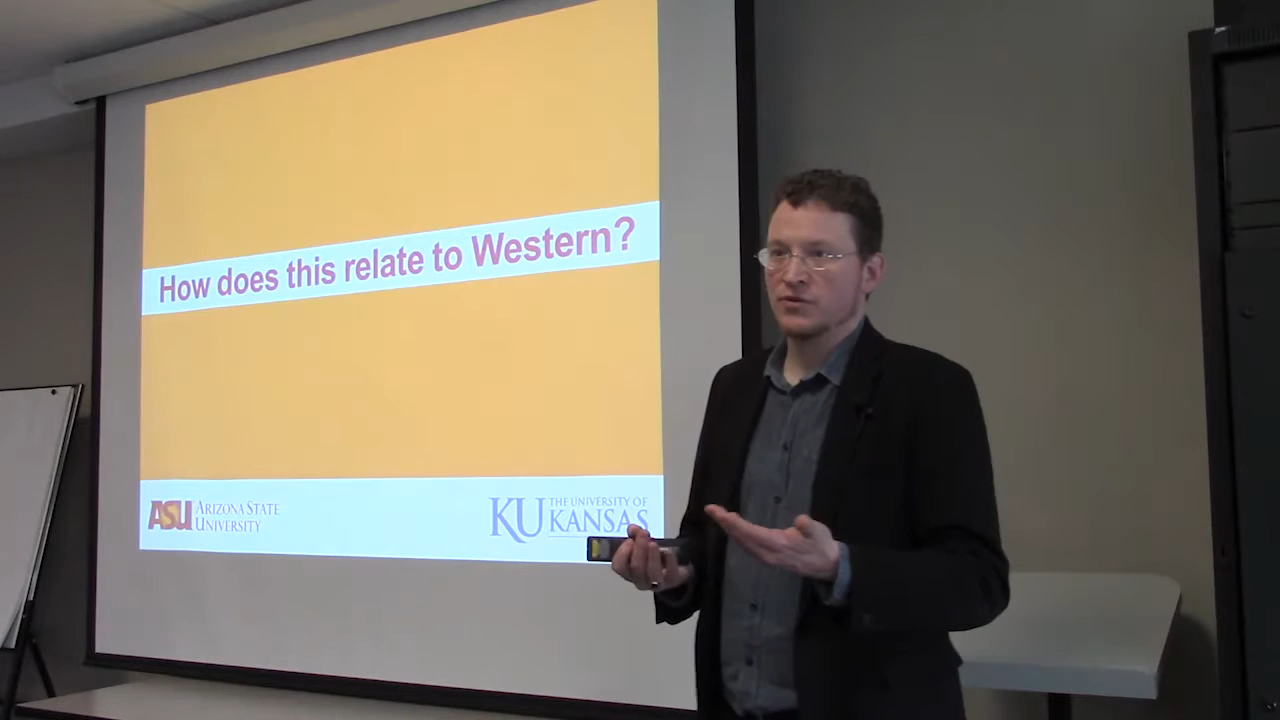 How does this relate to Western?
ASU ARIZONA STATE
UNIVERSITY
KU THE UNIVERSITY OF
KANSAS